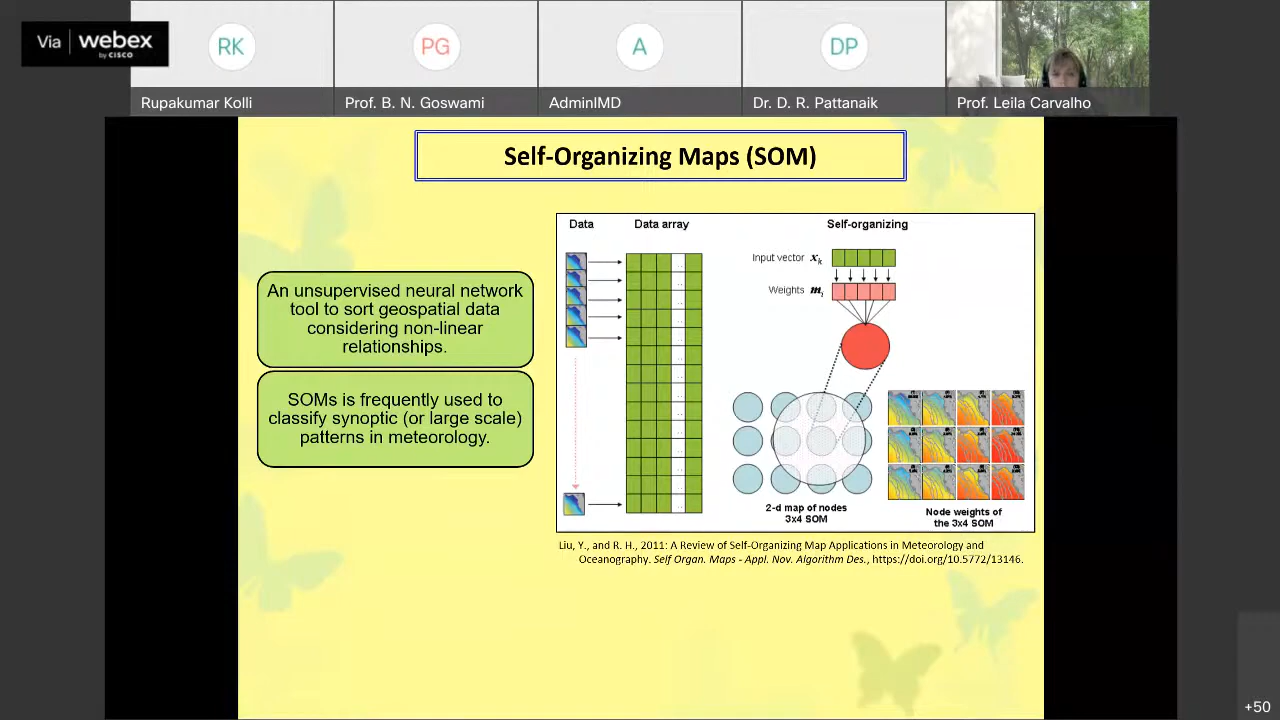 Via webex
by CISCO
RK
PG
A
DP
Rupakumar Kolli
Prof. B. N. Goswami
AdminIMD
Dr. D. R. Pattanaik
Prof. Leila Carvalho
Self-Organizing Maps (SOM)
An unsupervised neural network
tool to sort geospatial data
considering non-linear
relationships.
SOMs is frequently used to
classify synoptic (or large scale)
patterns in meteorology.
Data
Data array
Self-organizing
Input vector xk
Weights mi
2-d map of nodes
3x4 SOM
Node weights of
the 3x4 SOM
Liu, Y., and R. H., 2011: A Review of Self-Organizing Map Applications in Meteorology and
Oceanography. Self Organ. Maps - Appl. Nov. Algorithm Des., https://doi.org/10.5772/13146.
+50